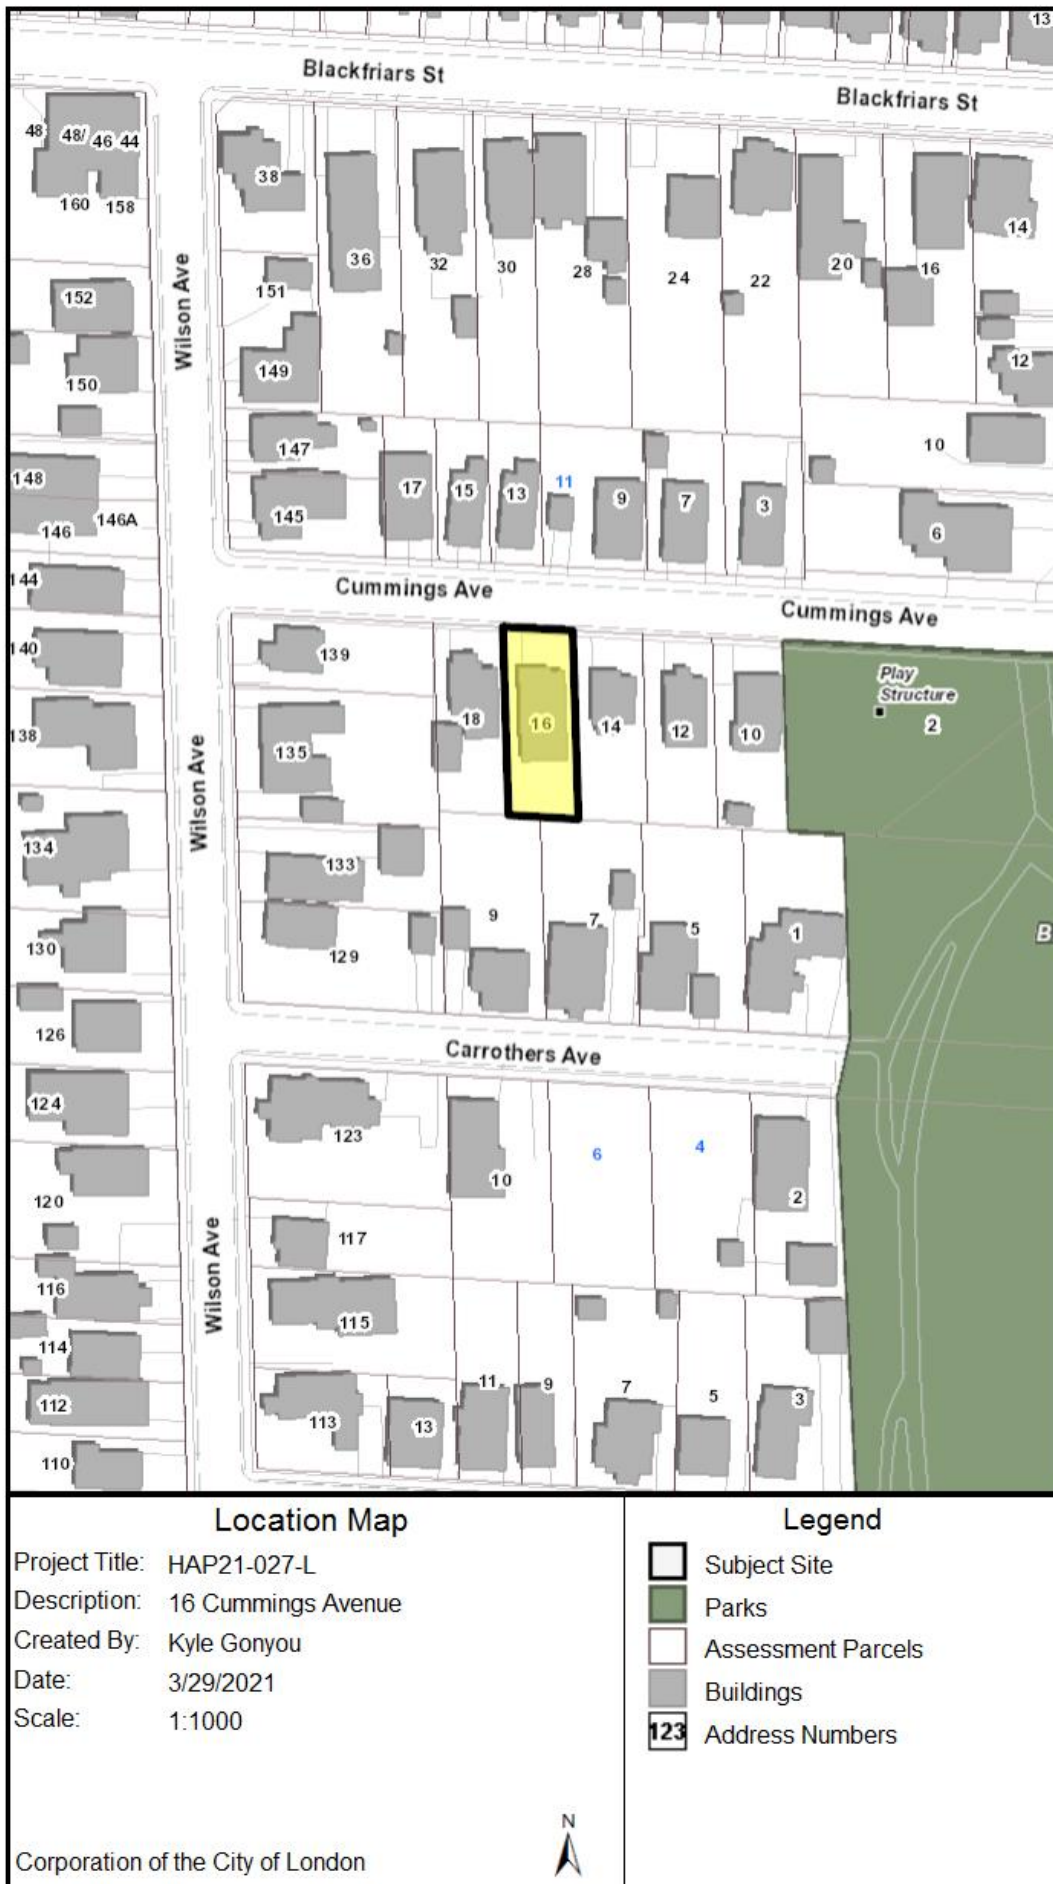 13
Blackfriars St
Blackfriars St
48 48/ 46 44
160 158
38
36
32
30
28
24
22
20
16
14
12
152
151
150
149
Wilson Ave
147
17
15
13
11
9
7
3
10
148
145
6
146 146A
144
Cummings Ave
Cummings Ave
140
139
18
16
14
12
10
Play
Structure
2
138
135
Wilson Ave
134
133
9
7
5
1
B
130
129
126
Carrothers Ave
124
123
10
6
4
2
120
117
Wilson Ave
116
115
114
112
113
13
11
9
7
5
3
110
Location Map
Project Title: HAP21-027-L
Description: 16 Cummings Avenue
Created By: Kyle Gonyou
Date: 3/29/2021
Scale: 1:1000
N
Corporation of the City of London
Legend
Subject Site
Parks
Assessment Parcels
Buildings
123 Address Numbers